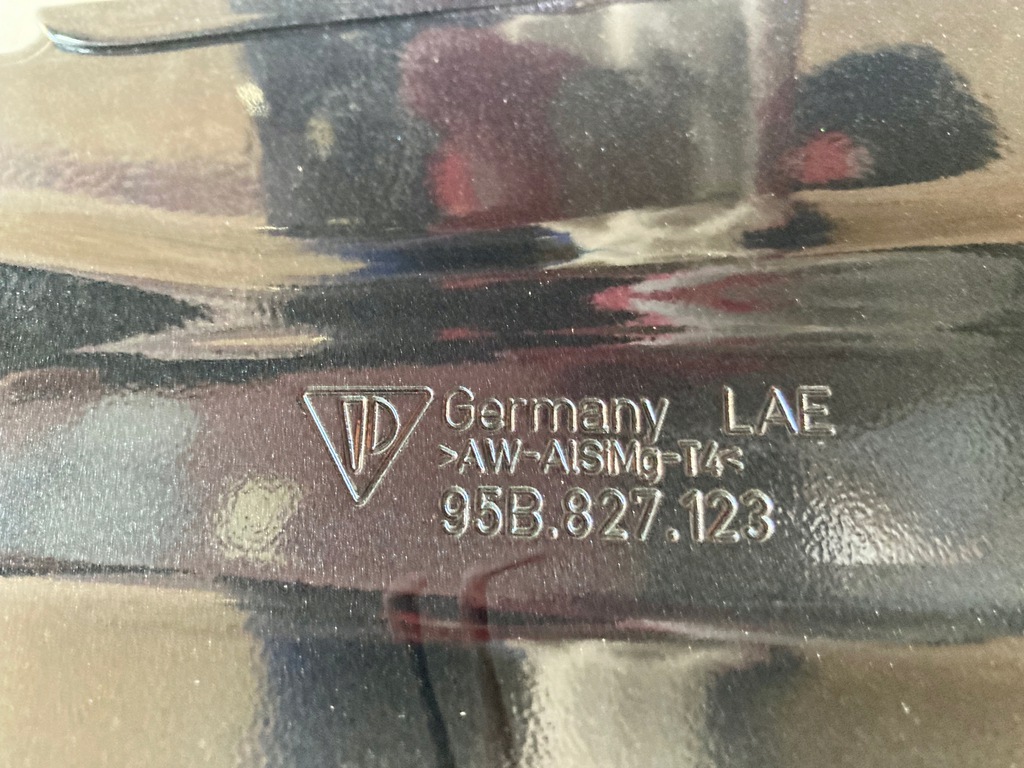 Germany LAE
>AW-AlSiMg-T4<
95B.827.123